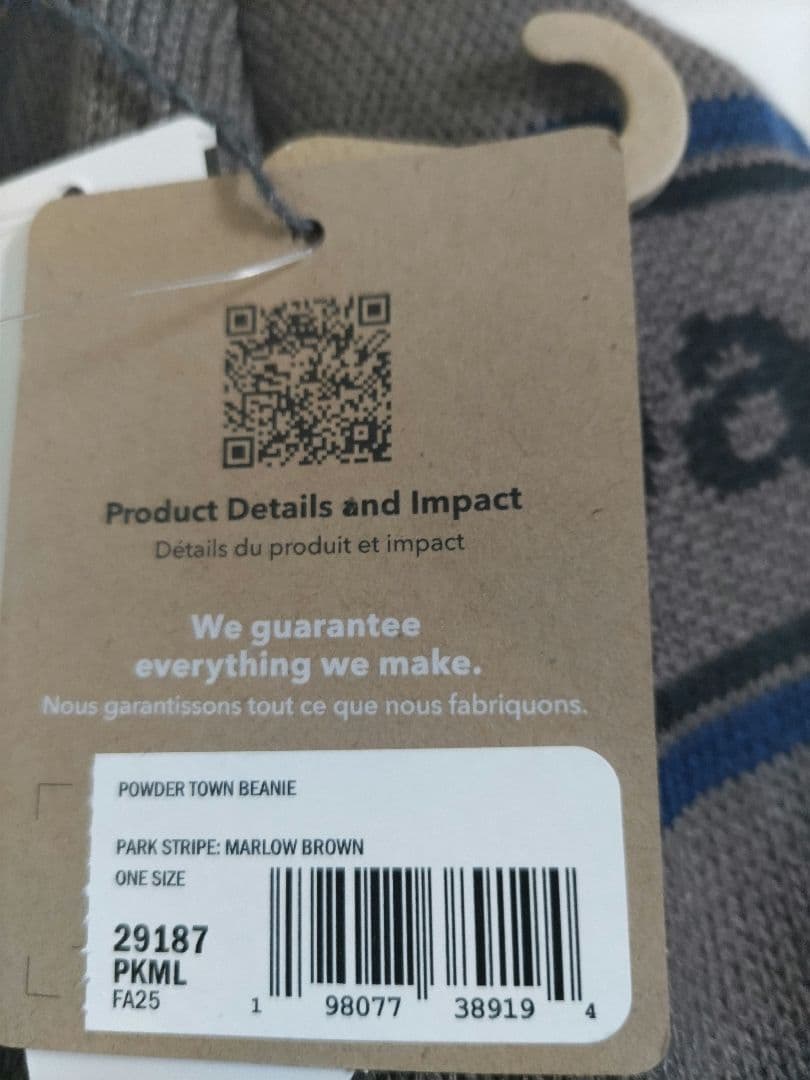 Product Details and Impact
Détails du produit et impact
We guarantee
everything we make.
Nous garantissons tout ce que nous fabriquons.
POWDER TOWN BEANIE
PARK STRIPE: MARLOW BROWN
ONE SIZE
29187
PKML
FA25
1 98077 38919 4
a